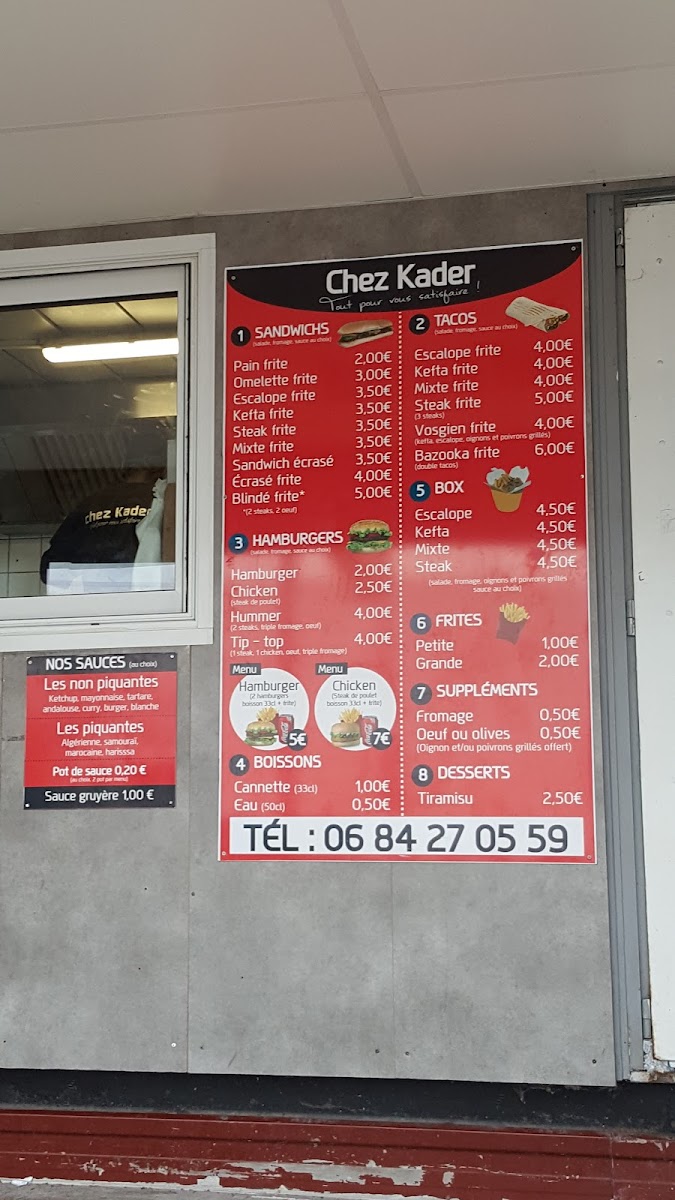 Chez Kader
Tout pour vous satisfaire !
1 SANDWICHS
(salade, fromage, sauce au choix)
Pain frite 2,00€
Omelette frite 3,00€
Escalope frite 3,50€
Kefta frite 3,50€
Steak frite 3,50€
Mixte frite 3,50€
Sandwich écrasé 3,50€
Écrasé frite 4,00€
Blindé frite* 5,00€
*(2 steaks, 2 oeuf)
3 HAMBURGERS
(salade, fromage, sauce au choix)
Hamburger 2,00€
Chicken 2,50€
(steak de poulet)
Hummer 4,00€
(2 steaks, triple fromage, oeuf)
Tip - top 4,00€
(1 steak, 1 chicken, oeut, triple fromage)
Menu
Hamburger
(2 hamburgers
boisson 33cl + frite)
5€
Menu
Chicken
(Steak de poulet
boisson 33cl + frite)
7€
4 BOISSONS
Cannette (33cl) 1,00€
Eau (50cl) 0,50€
2 TACOS
(salade, fromage, sauce au choix)
Escalope frite 4,00€
Kefta frite 4,00€
Mixte frite 4,00€
Steak frite 5,00€
(3 steaks)
Vosgien frite 4,00€
(kefta, escalope, oignons et poivrons grillés)
Bazooka frite 6,00€
(double tacos)
5 BOX
Escalope 4,50€
Kefta 4,50€
Mixte 4,50€
Steak 4,50€
(salade, fromage, oignons et poivrons grillés
sauce au choix)
6 FRITES
Petite 1,00€
Grande 2,00€
7 SUPPLÉMENTS
Fromage 0,50€
Oeuf ou olives 0,50€
(Oignon et/ou poivrons grillés offert)
8 DESSERTS
Tiramisu 2,50€
TÉL : 06 84 27 05 59
Chez Kader
NOS SAUCES (au choix)
Les non piquantes
Ketchup, mayonnaise, tartare,
andalouse, curry, burger, blanche
Les piquantes
Algérienne, samouraï,
marocaine, harisssa
Pot de sauce 0,20 €
(au choix, 2 pot par menu)
Sauce gruyère 1,00 €